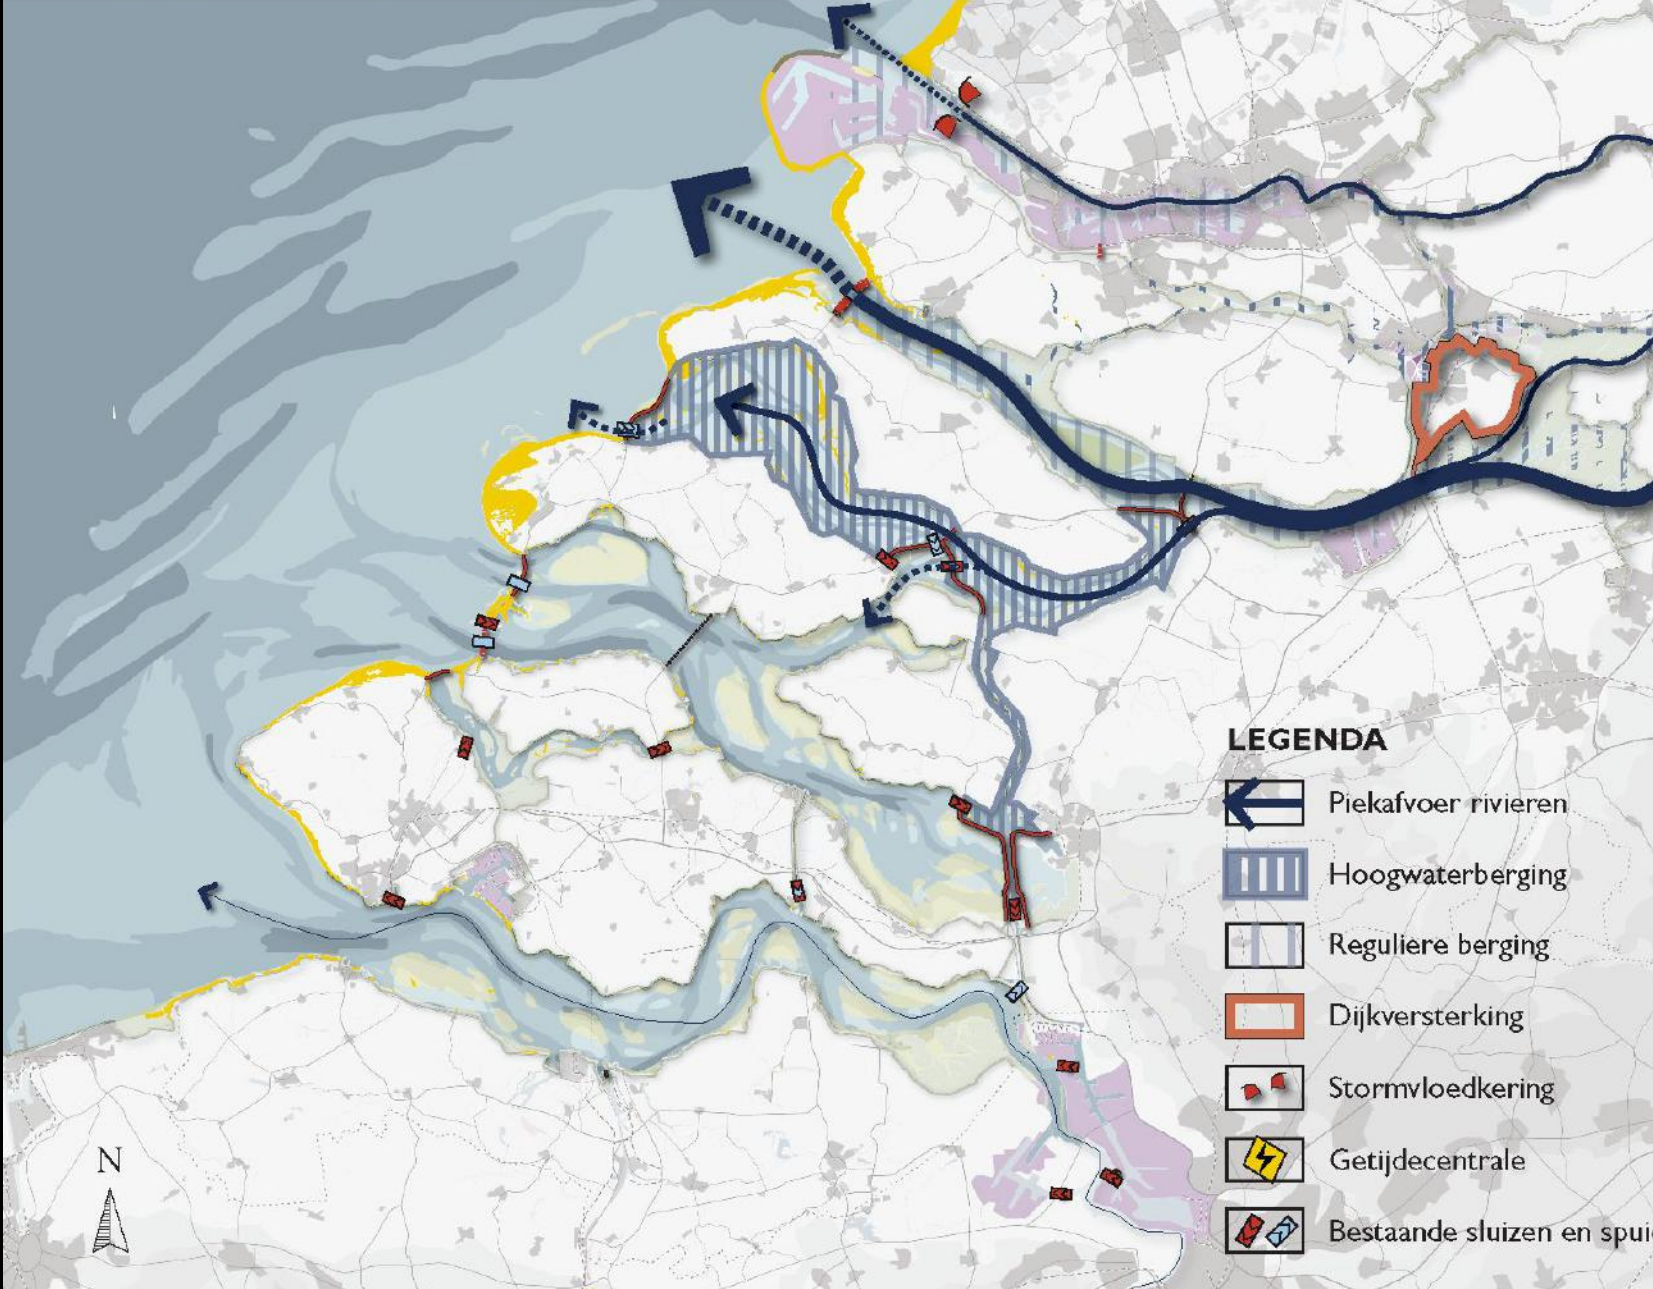 LEGENDA
Piekafvoer rivieren
Hoogwaterberging
Reguliere berging
Dijkversterking
Stormvloedkering
Getijdecentrale
Bestaande sluizen en spui
N